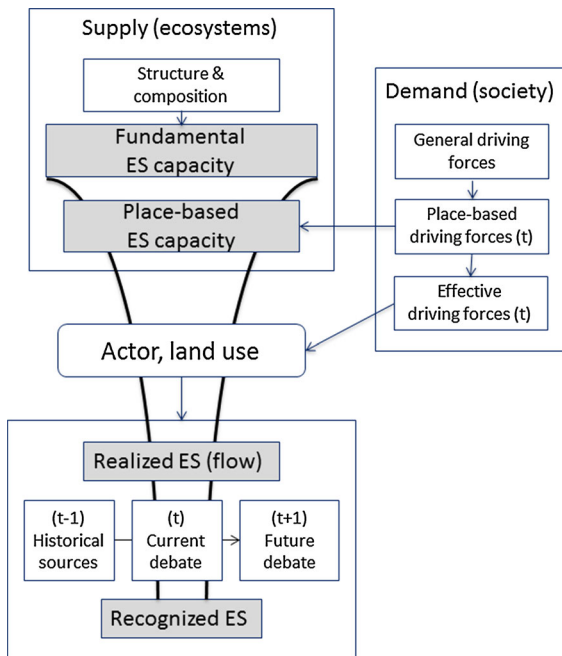 Supply (ecosystems)
Structure &
composition
Fundamental
ES capacity
Place-based
ES capacity
Demand (society)
General driving
forces
Place-based
driving forces (t)
Effective
driving forces (t)
Actor, land use
Realized ES (flow)
(t-1)
Historical
sources
(t)
Current
debate
(t+1)
Future
debate
Recognized ES